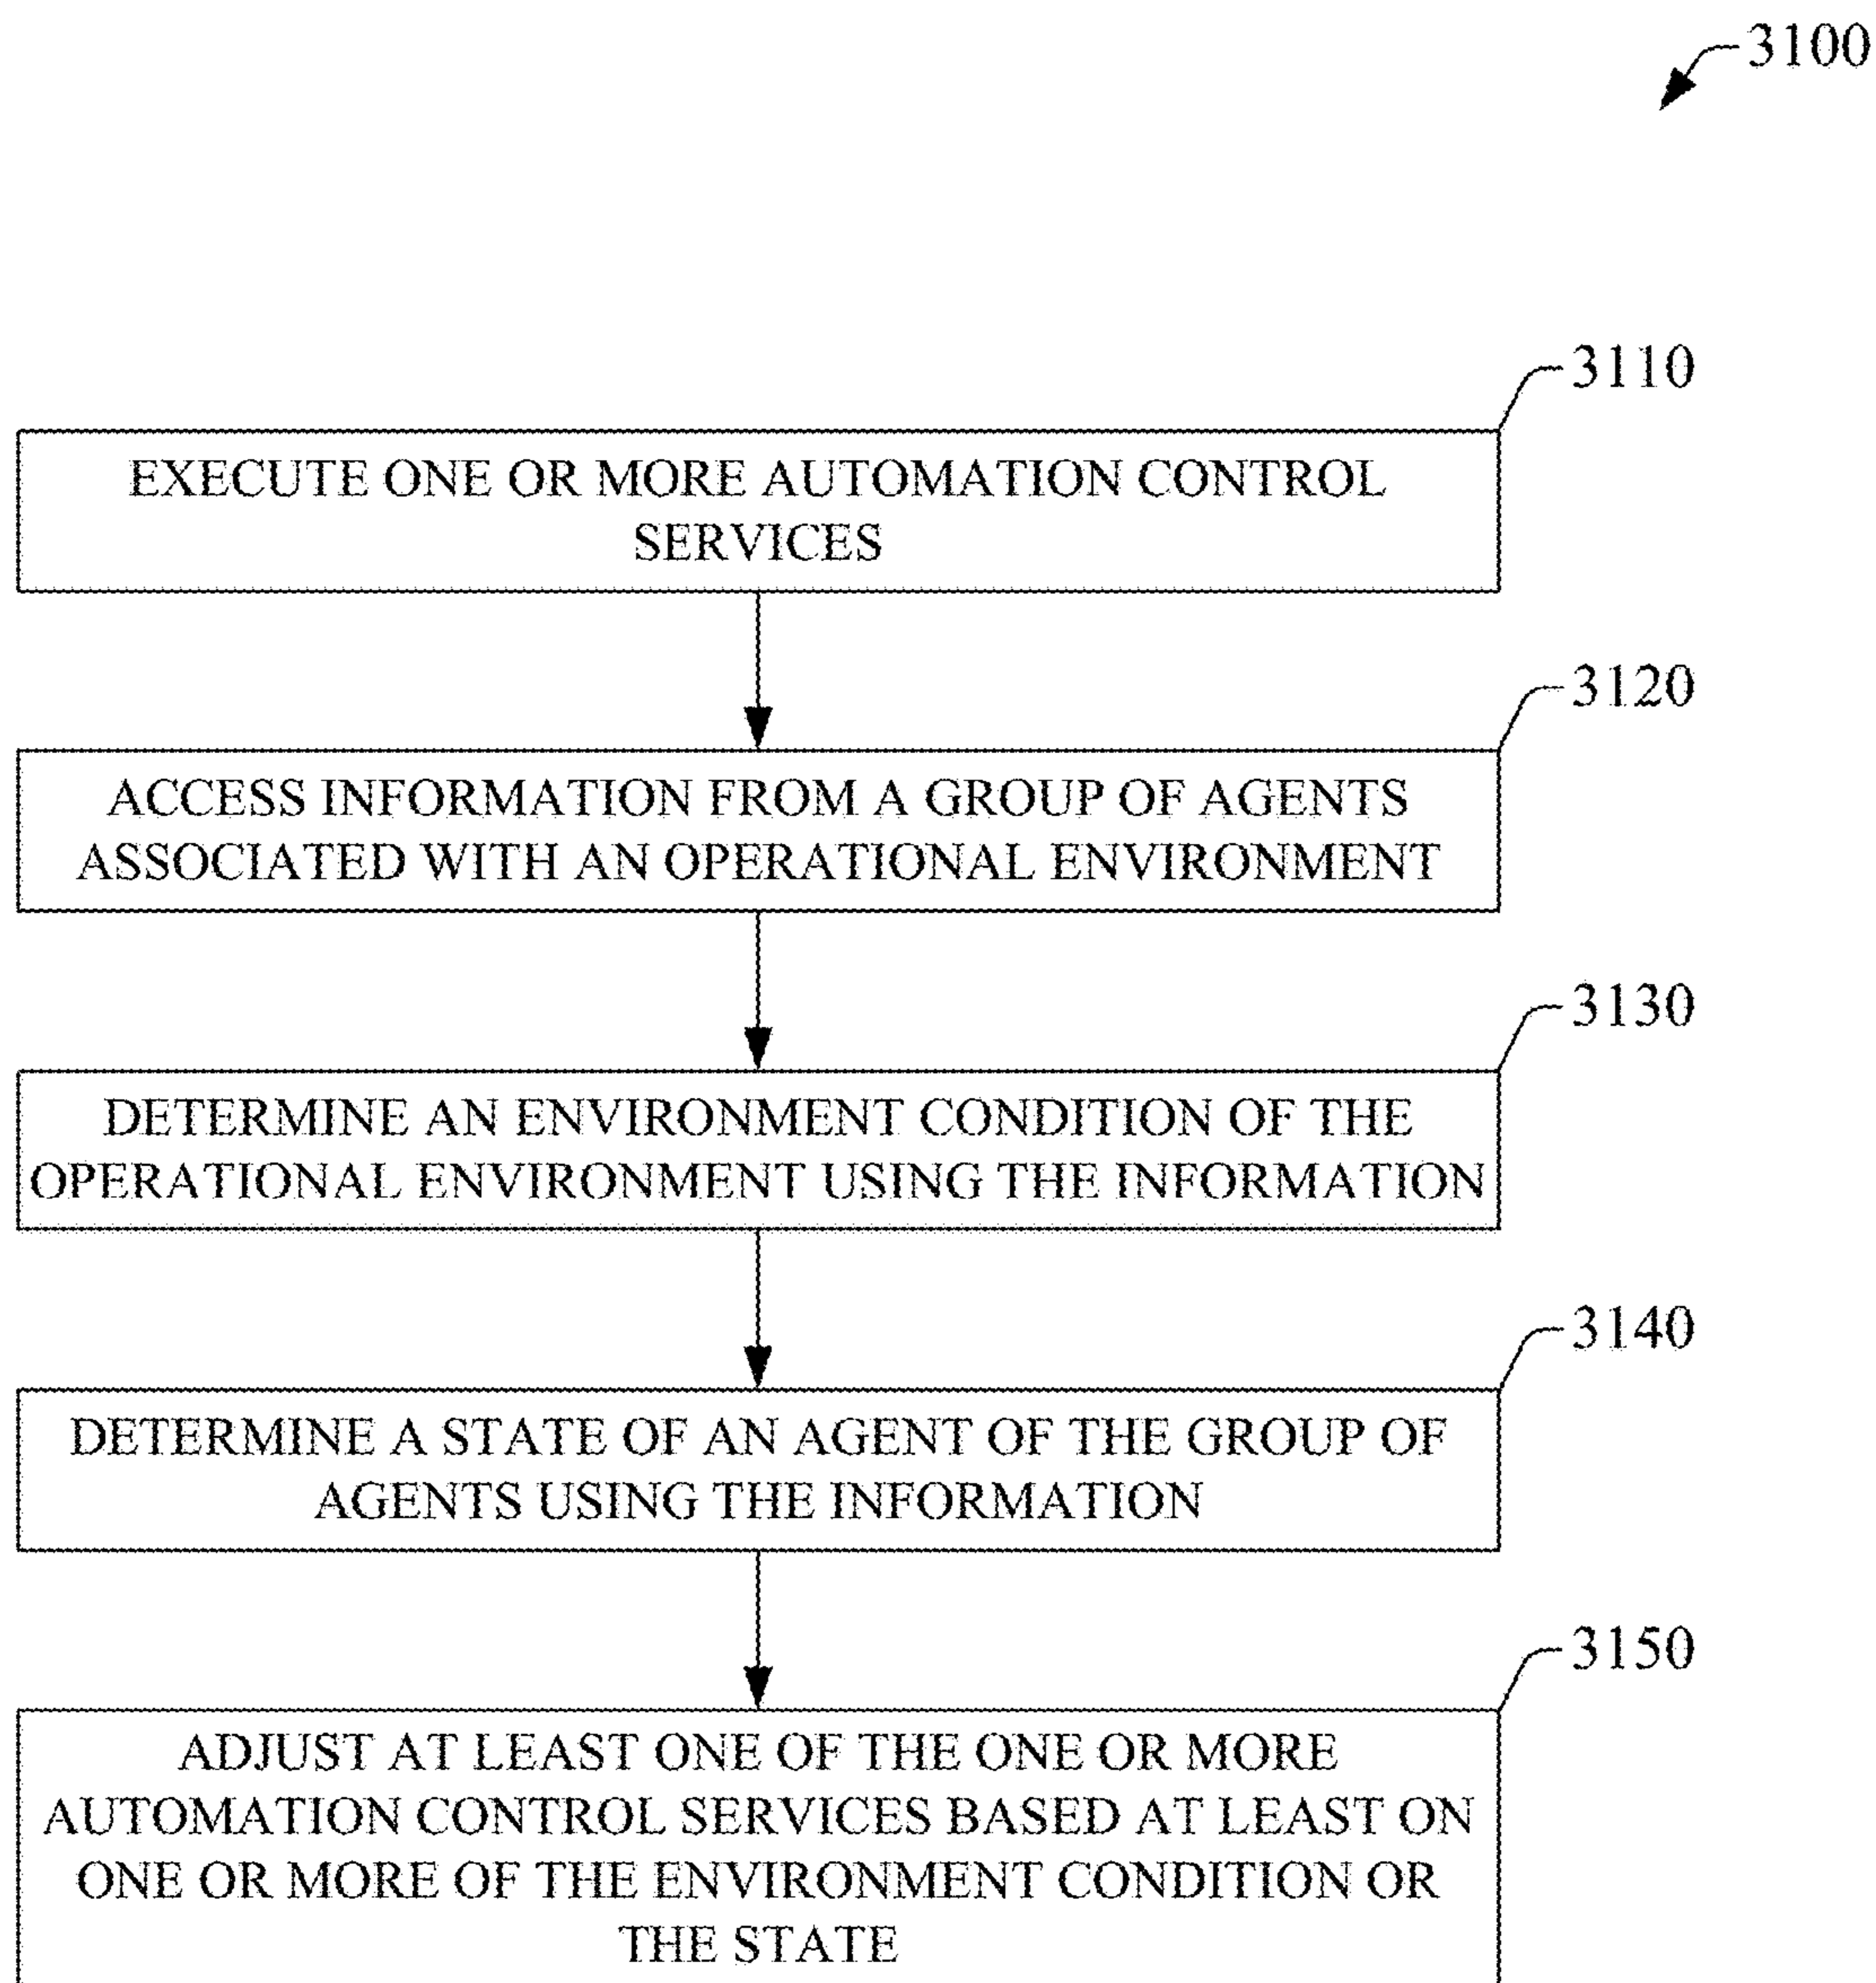 3100
3110
EXECUTE ONE OR MORE AUTOMATION CONTROL
SERVICES
3120
ACCESS INFORMATION FROM A GROUP OF AGENTS
ASSOCIATED WITH AN OPERATIONAL ENVIRONMENT
3130
DETERMINE AN ENVIRONMENT CONDITION OF THE
OPERATIONAL ENVIRONMENT USING THE INFORMATION
3140
DETERMINE A STATE OF AN AGENT OF THE GROUP OF
AGENTS USING THE INFORMATION
3150
ADJUST AT LEAST ONE OF THE ONE OR MORE
AUTOMATION CONTROL SERVICES BASED AT LEAST ON
ONE OR MORE OF THE ENVIRONMENT CONDITION OR
THE STATE